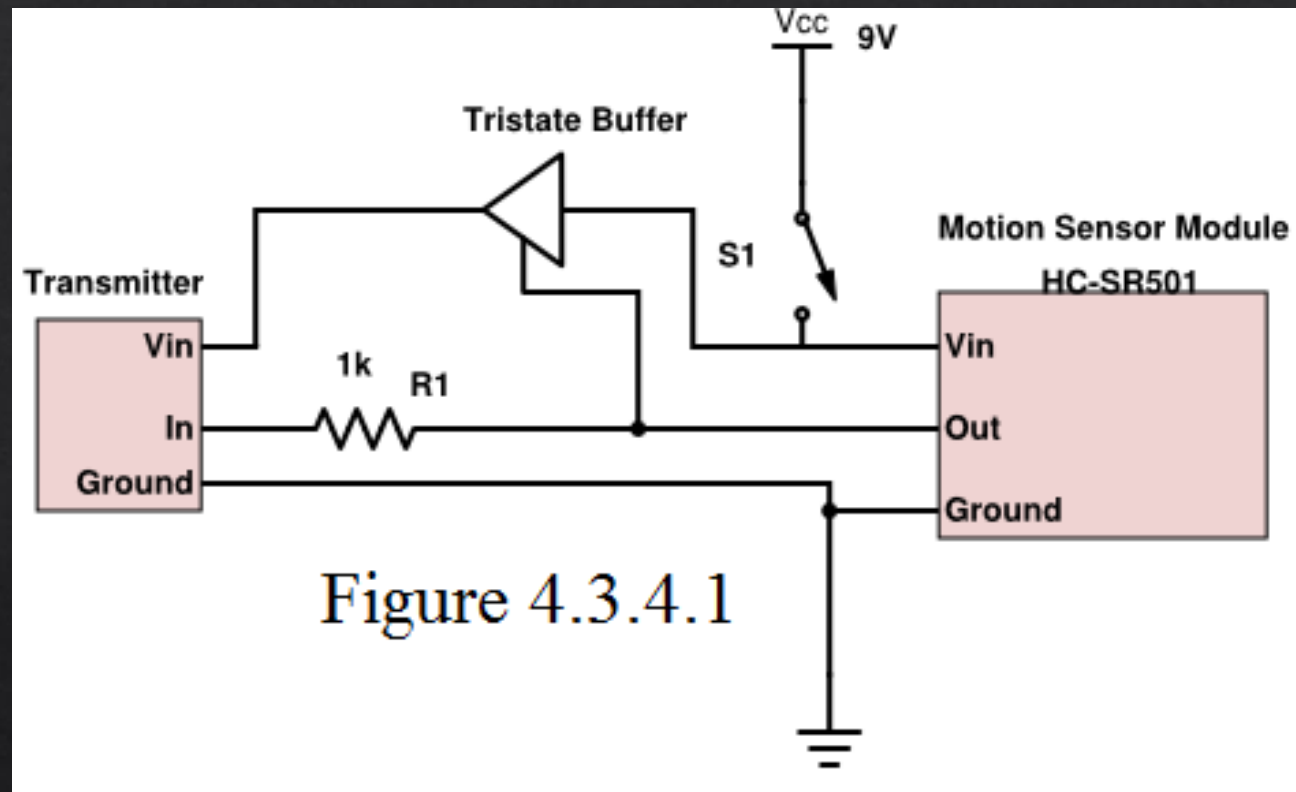 Vcc 9V
Tristate Buffer
S1
Motion Sensor Module
HC-SR501
Transmitter
Vin
1k
R1
In
Ground
Vin
Out
Ground
Figure 4.3.4.1